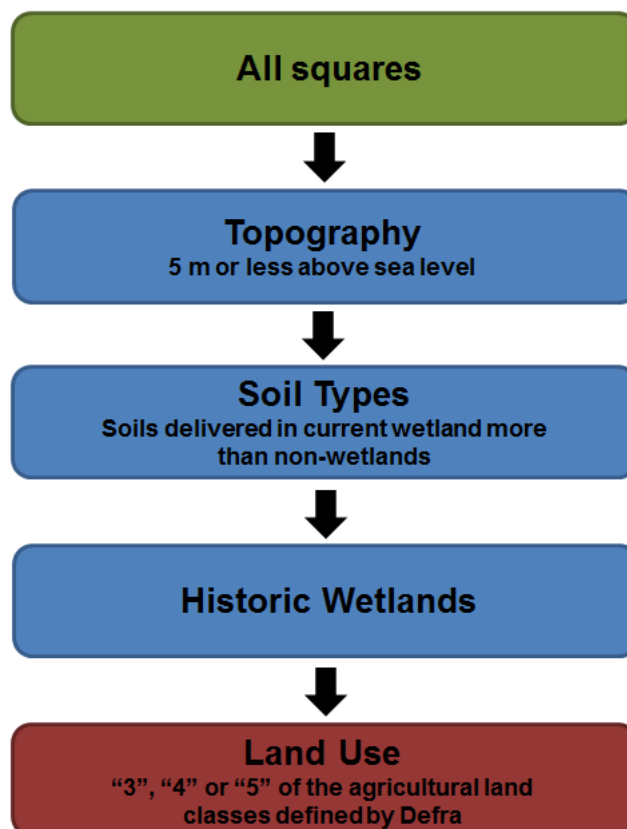 All squares
Topography
5 m or less above sea level
Soil Types
Soils delivered in current wetland more
than non-wetlands
Historic Wetlands
Land Use
“3”, “4” or “5” of the agricultural land
classes defined by Defra